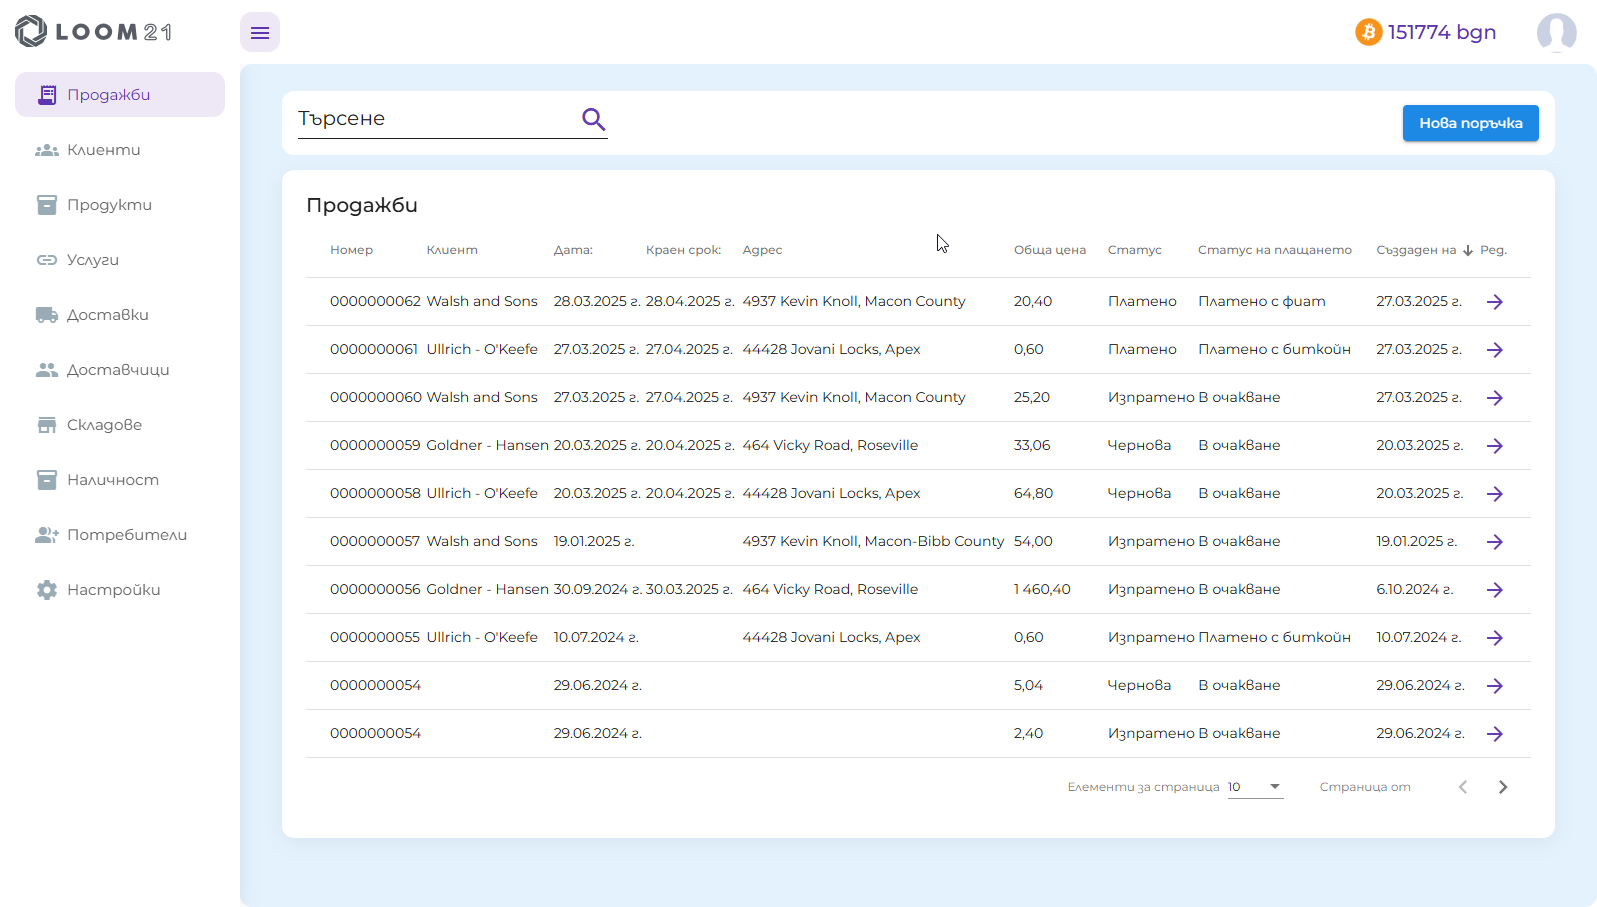 LOOM21
151774 bgn
Продажби
Клиенти
Продукти
Услуги
Доставки
Доставчици
Складове
Наличност
Потребители
Настройки
Търсене
Нова поръчка
Продажби
Номер Клиент Дата: Краен срок: Адрес Обща цена Статус Статус на плащането Създаден на Ред.
0000000062 Walsh and Sons 28.03.2025 г. 28.04.2025 г. 4937 Kevin Knoll, Macon County 20,40 Платено Платено с фиат 27.03.2025 г.
0000000061 Ullrich - O'Keefe 27.03.2025 г. 27.04.2025 г. 44428 Jovani Locks, Apex 0,60 Платено Платено с биткойн 27.03.2025 г.
0000000060 Walsh and Sons 27.03.2025 г. 27.04.2025 г. 4937 Kevin Knoll, Macon County 25,20 Изпратено В очакване 27.03.2025 г.
0000000059 Goldner - Hansen 20.03.2025 г. 20.04.2025 г. 464 Vicky Road, Roseville 33,06 Чернова В очакване 20.03.2025 г.
0000000058 Ullrich - O'Keefe 20.03.2025 г. 20.04.2025 г. 44428 Jovani Locks, Apex 64,80 Чернова В очакване 20.03.2025 г.
0000000057 Walsh and Sons 19.01.2025 г. 4937 Kevin Knoll, Macon-Bibb County 54,00 Изпратено В очакване 19.01.2025 г.
0000000056 Goldner - Hansen 30.09.2024 г. 30.03.2025 г. 464 Vicky Road, Roseville 1 460,40 Изпратено В очакване 6.10.2024 г.
0000000055 Ullrich - O'Keefe 10.07.2024 г. 44428 Jovani Locks, Apex 0,60 Изпратено Платено с биткойн 10.07.2024 г.
0000000054 29.06.2024 г. 5,04 Чернова В очакване 29.06.2024 г.
0000000054 29.06.2024 г. 2,40 Изпратено В очакване 29.06.2024 г.
Елементи за страница 10 Страница от